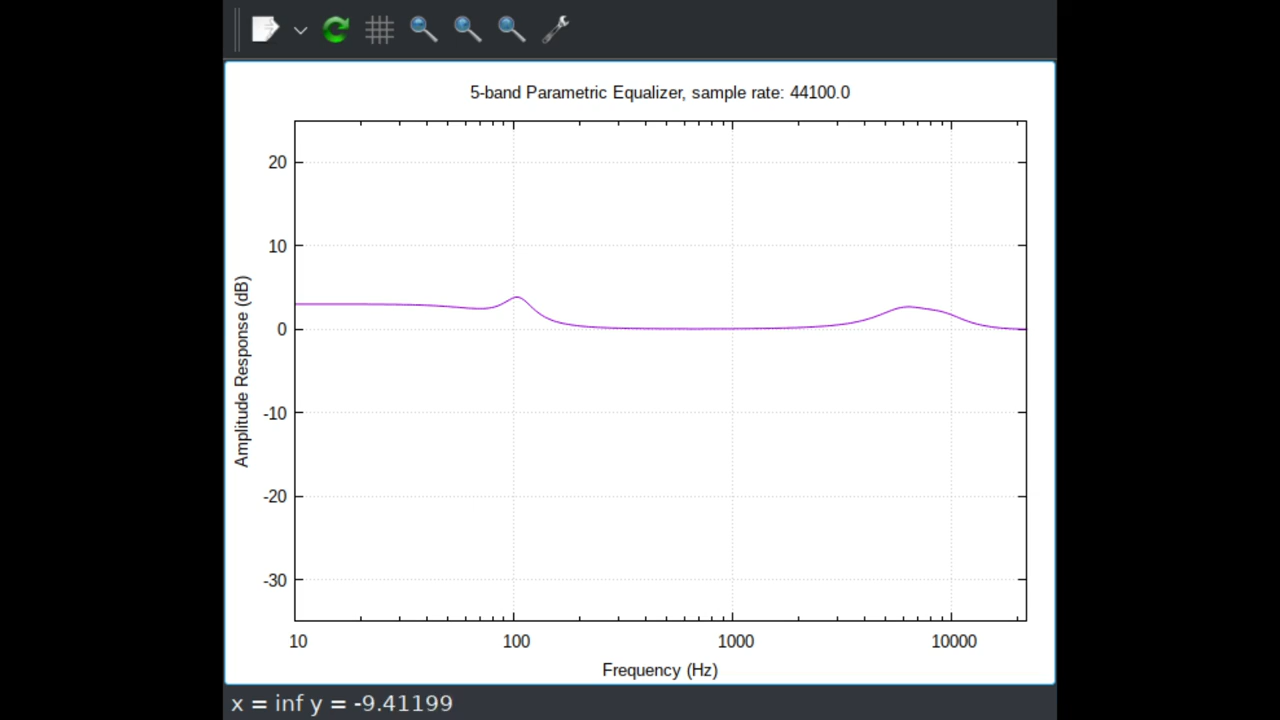 5-band Parametric Equalizer, sample rate: 44100.0
20
10
0
-10
-20
-30
Amplitude Response (dB)
10 100 1000 10000
Frequency (Hz)
x = inf y = -9.41199